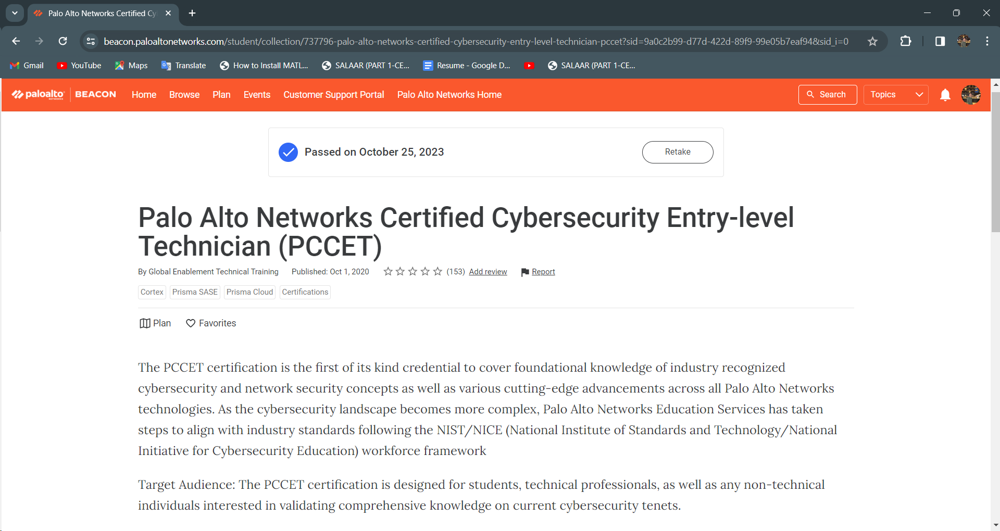 Palo Alto Networks Certified Cy
beacon.paloaltonetworks.com/student/collection/737796-palo-alto-networks-certified-cybersecurity-entry-level-technician-pccet?sid=9a0c2b99-d77d-422d-89f9-99e05b7eaf94&sid_i=0
Gmail YouTube Maps Translate How to Install MATL... SALAAR (PART 1-CE... Resume - Google D... SALAAR (PART 1-CE...
paloalto NETWORKS BEACON Home Browse Plan Events Customer Support Portal Palo Alto Networks Home Search Topics
Passed on October 25, 2023 Retake
Palo Alto Networks Certified Cybersecurity Entry-level
Technician (PCCET)
By Global Enablement Technical Training Published: Oct 1, 2020 (153) Add review Report
Cortex Prisma SASE Prisma Cloud Certifications
Plan Favorites
The PCCET certification is the first of its kind credential to cover foundational knowledge of industry recognized
cybersecurity and network security concepts as well as various cutting-edge advancements across all Palo Alto Networks
technologies. As the cybersecurity landscape becomes more complex, Palo Alto Networks Education Services has taken
steps to align with industry standards following the NIST/NICE (National Institute of Standards and Technology/National
Initiative for Cybersecurity Education) workforce framework
Target Audience: The PCCET certification is designed for students, technical professionals, as well as any non-technical
individuals interested in validating comprehensive knowledge on current cybersecurity tenets.